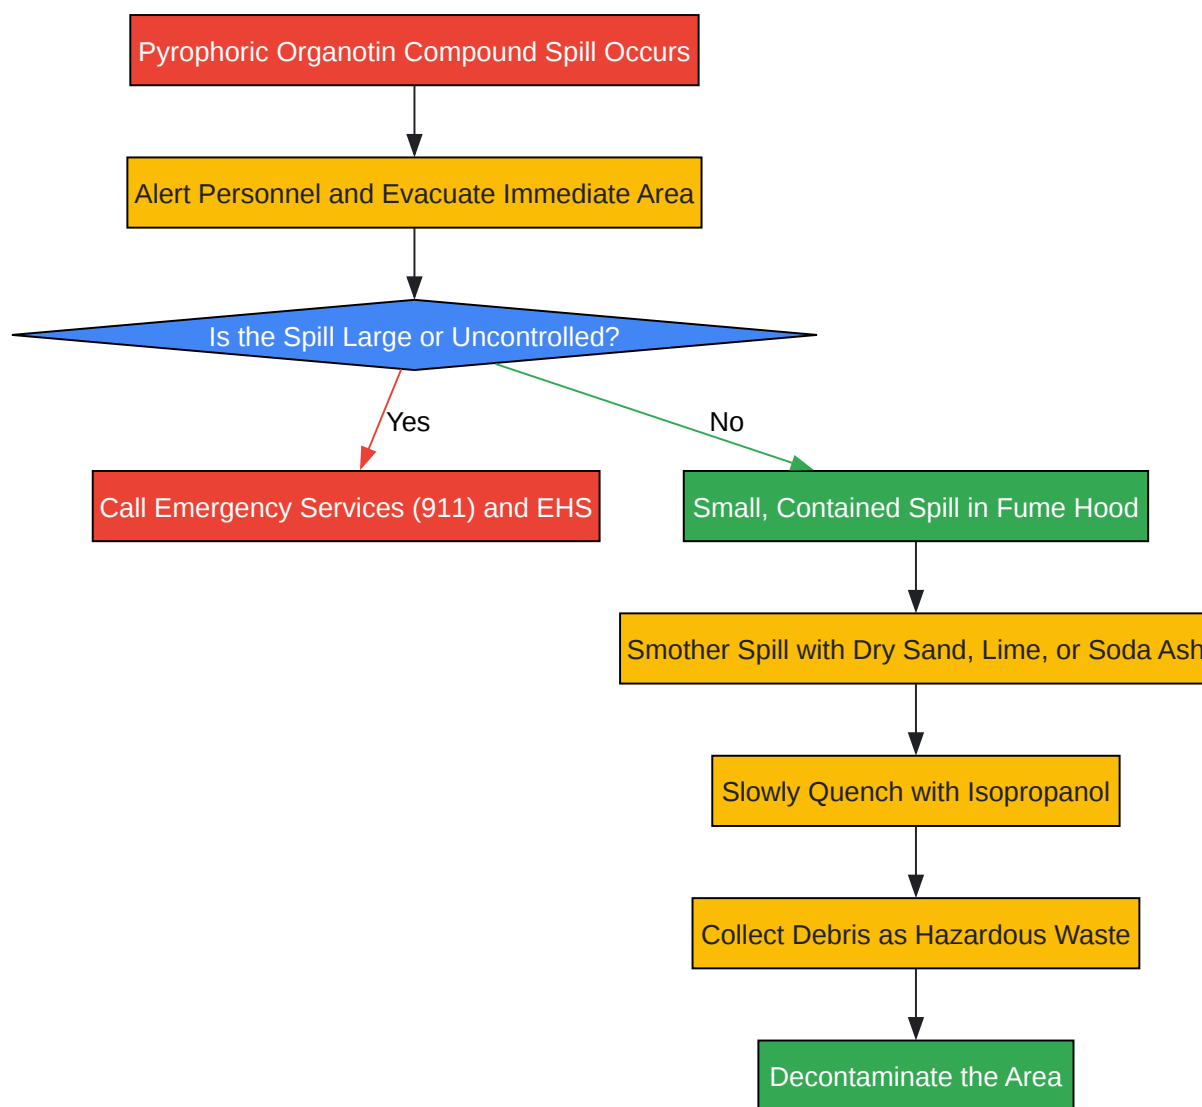 Pyrophoric Organotin Compound Spill Occurs
Alert Personnel and Evacuate Immediate Area
Is the Spill Large or Uncontrolled?
Yes
No
Call Emergency Services (911) and EHS
Small, Contained Spill in Fume Hood
Smother Spill with Dry Sand, Lime, or Soda Ash
Slowly Quench with Isopropanol
Collect Debris as Hazardous Waste
Decontaminate the Area